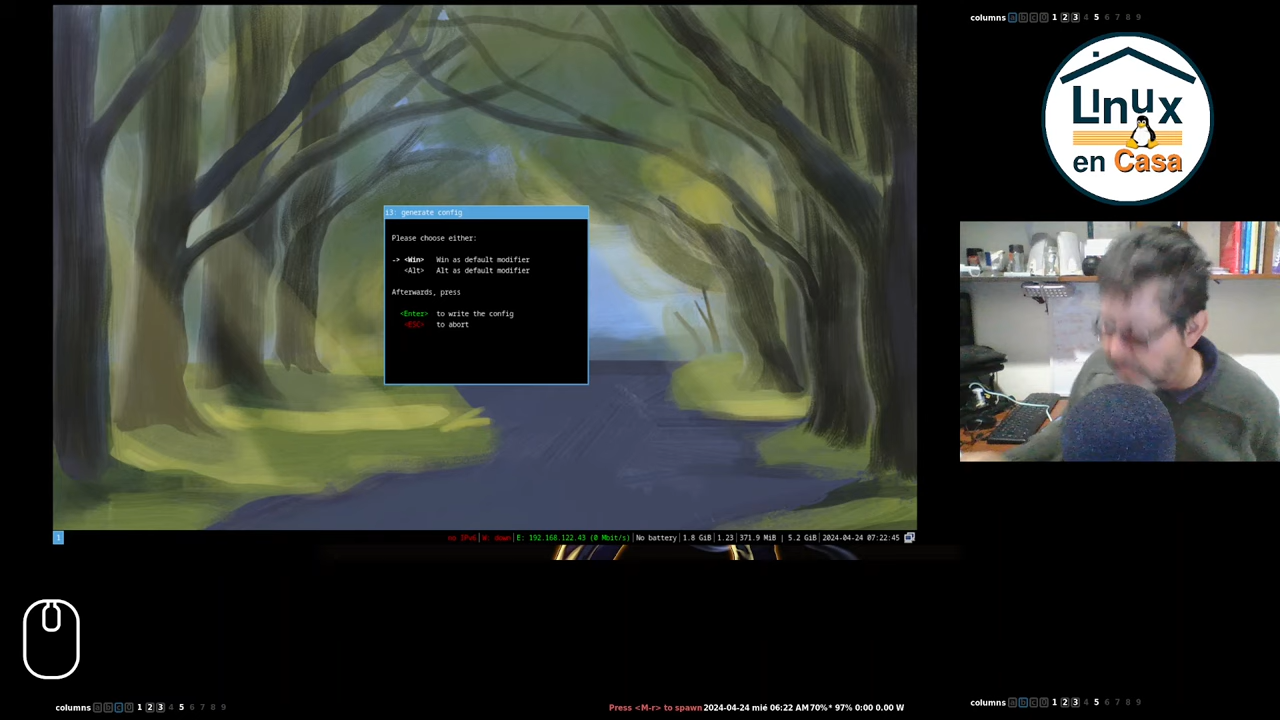 columns a b c 0 1 2 3 4 5 6 7 8 9
Linux
en Casa
i3: generate config
Please choose either:
-> <Win> Win as default modifier
<Alt> Alt as default modifier
Afterwards, press
<Enter> to write the config
<ESC> to abort
1
no IPv6|W: down|E: 192.168.122.43 (0 Mbit/s)|No battery|1.8 GiB|1.23|371.9 MiB | 5.2 GiB|2024-04-24 07:22:45
columns a b c 0 1 2 3 4 5 6 7 8 9
Press <M-r> to spawn 2024-04-24 mié 06:22 AM 70%* 97% 0:00 0.00 W
columns a b c 0 1 2 3 4 5 6 7 8 9